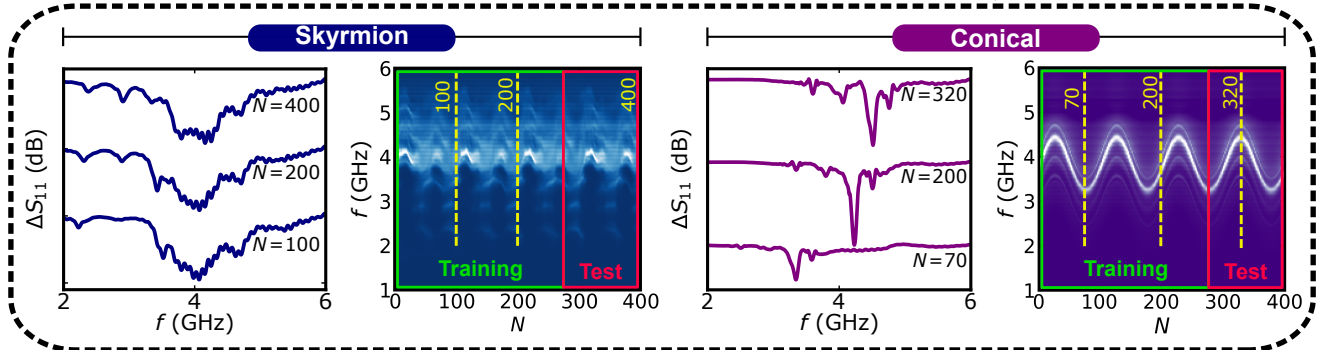 Skyrmion
Conical
ΔS₁₁ (dB)
N=400
N=200
N=100
2
4
6
f (GHz)
f (GHz)
6
5
4
3
2
1
100
200
400
Training
Test
0
100
200
300
400
N
ΔS₁₁ (dB)
N=320
N=200
N=70
2
4
6
f (GHz)
f (GHz)
6
5
4
3
2
1
70
200
320
Training
Test
0
100
200
300
400
N